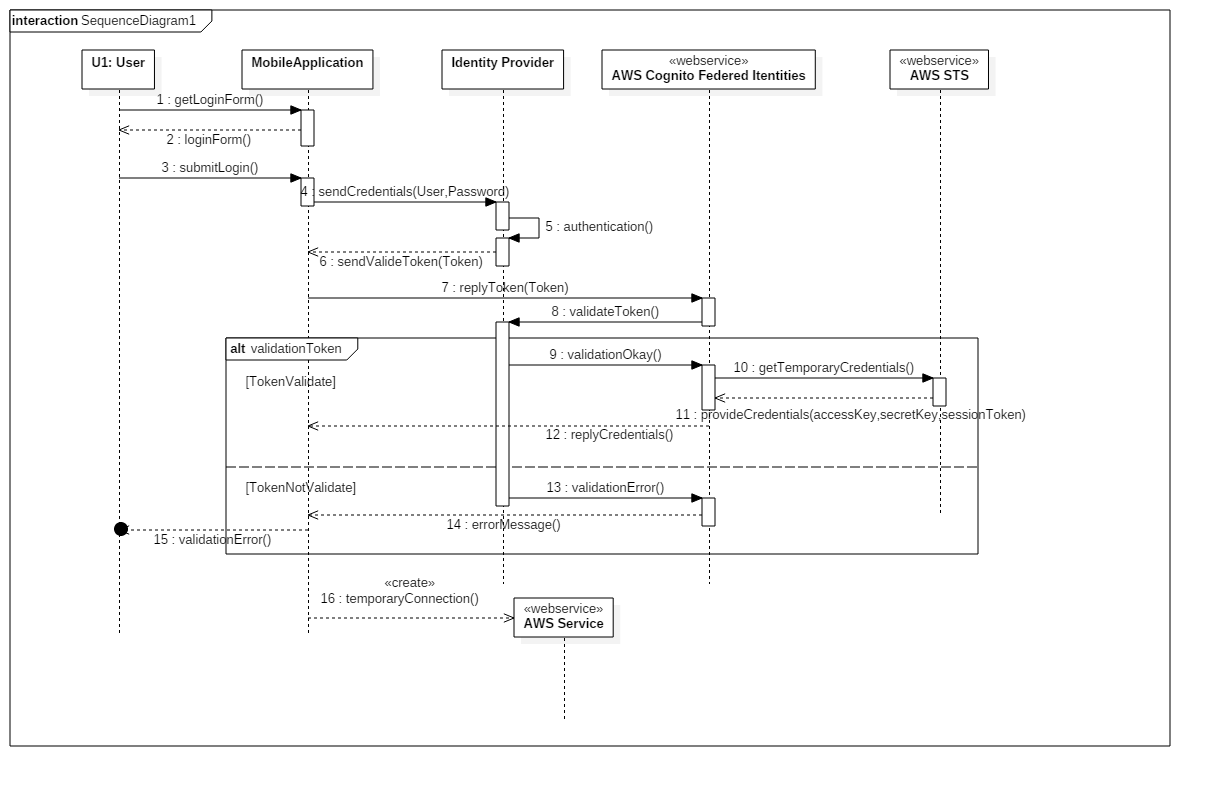 interaction SequenceDiagram1
U1: User
MobileApplication
Identity Provider
«webservice»
AWS Cognito Federed Itentities
«webservice»
AWS STS
1 : getLoginForm()
2 : loginForm()
3 : submitLogin()
4 : sendCredentials(User,Password)
5 : authentication()
6 : sendValideToken(Token)
7 : replyToken(Token)
8 : validateToken()
alt validationToken
9 : validationOkay()
10 : getTemporaryCredentials()
[TokenValidate]
11 : provideCredentials(accessKey,secretKey,sessionToken)
12 : replyCredentials()
[TokenNotValidate]
13 : validationError()
14 : errorMessage()
15 : validationError()
«create»
16 : temporaryConnection()
«webservice»
AWS Service